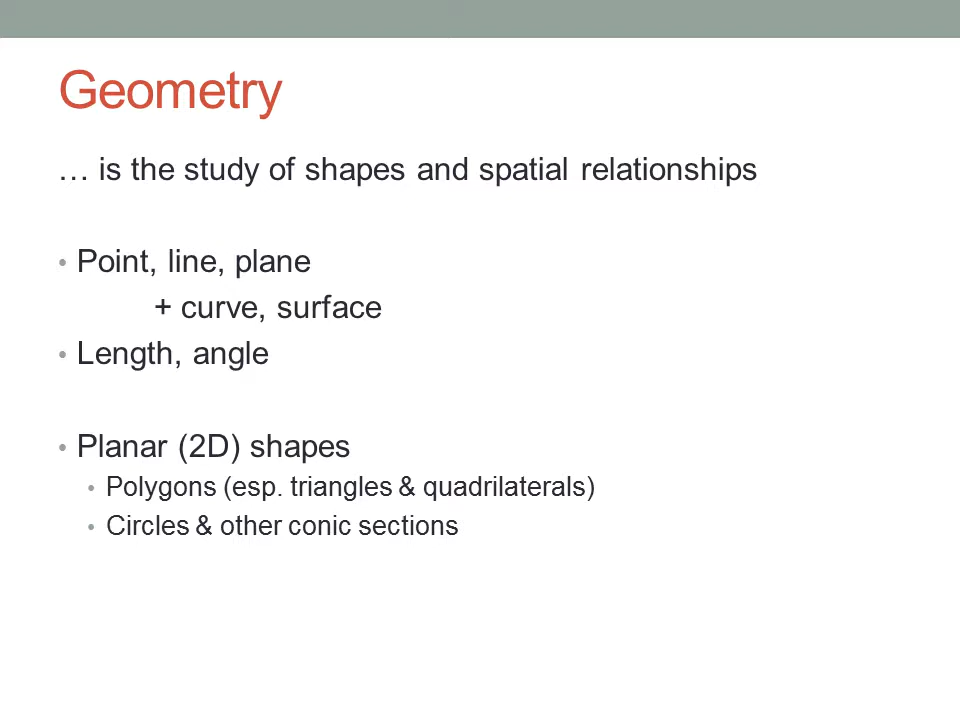 Geometry
… is the study of shapes and spatial relationships
• Point, line, plane
+ curve, surface
• Length, angle
• Planar (2D) shapes
• Polygons (esp. triangles & quadrilaterals)
• Circles & other conic sections